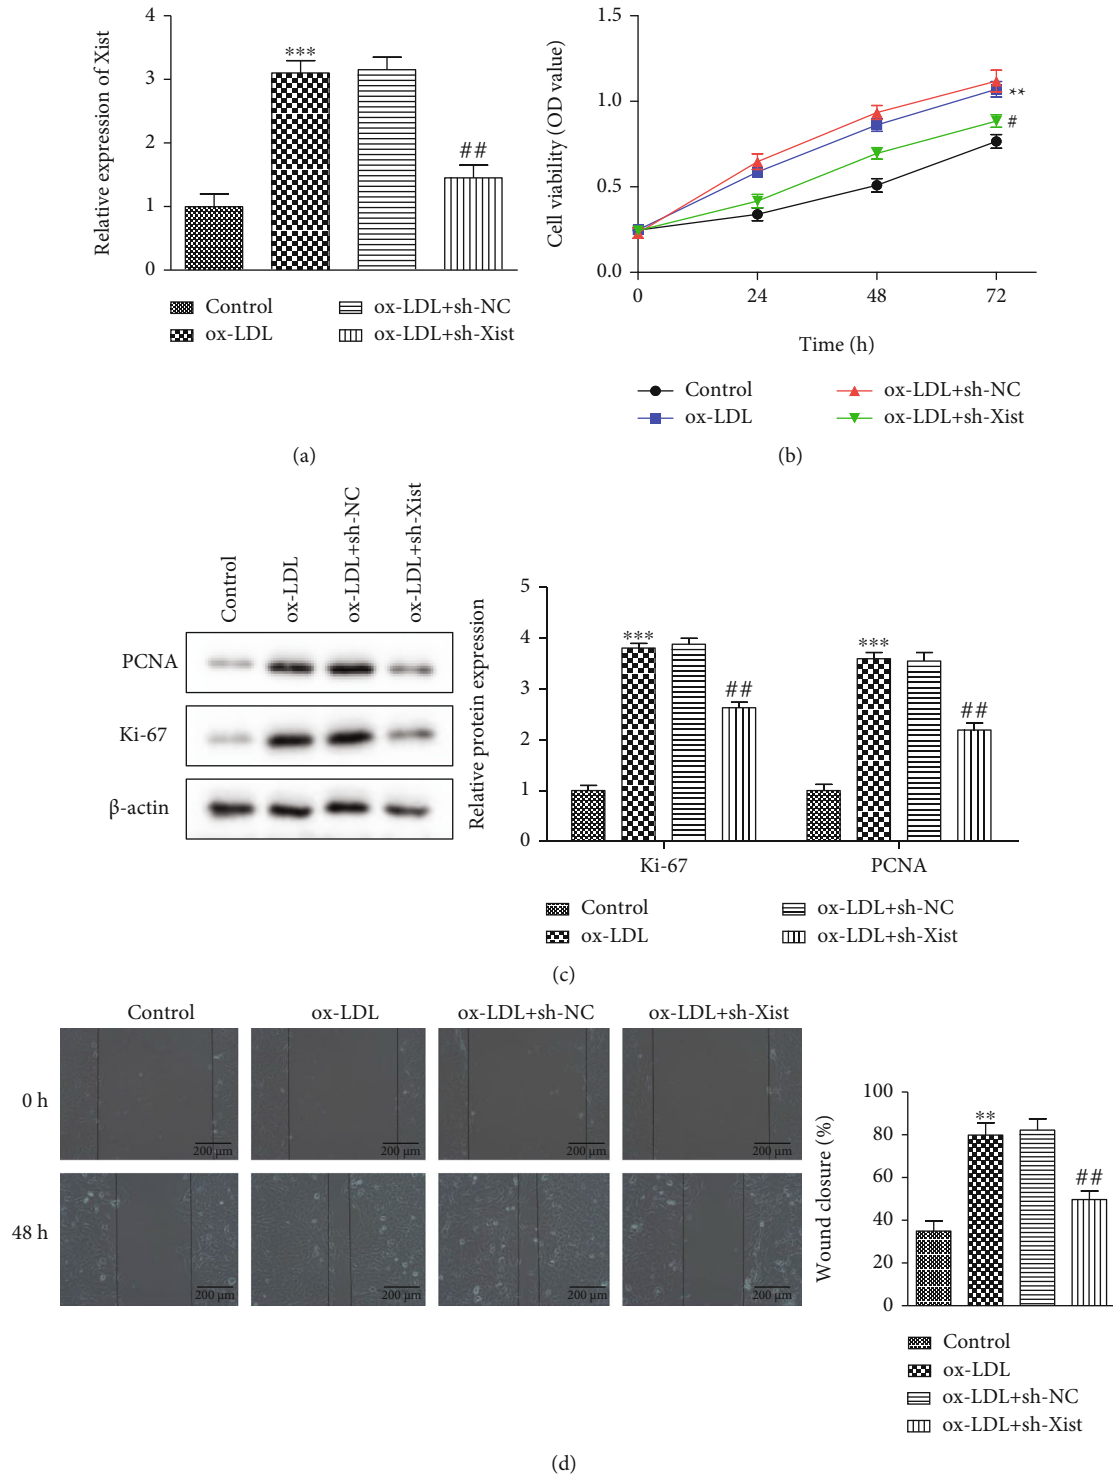 Relative expression of Xist
4
3
2
1
0
***
##
Control
ox-LDL
ox-LDL+sh-NC
ox-LDL+sh-Xist
(a)
Cell viability (OD value)
1.5
1.0
0.5
0.0
**
#
0 24 48 72
Time (h)
Control
ox-LDL
ox-LDL+sh-NC
ox-LDL+sh-Xist
(b)
Control
ox-LDL
ox-LDL+sh-NC
ox-LDL+sh-Xist
PCNA
Ki-67
β-actin
Relative protein expression
5
4
3
2
1
0
***
##
***
##
Ki-67 PCNA
Control
ox-LDL
ox-LDL+sh-NC
ox-LDL+sh-Xist
(c)
Control ox-LDL ox-LDL+sh-NC ox-LDL+sh-Xist
0 h
200 μm 200 μm 200 μm 200 μm
48 h
200 μm 200 μm 200 μm 200 μm
Wound closure (%)
100
80
60
40
20
0
**
##
Control
ox-LDL
ox-LDL+sh-NC
ox-LDL+sh-Xist
(d)